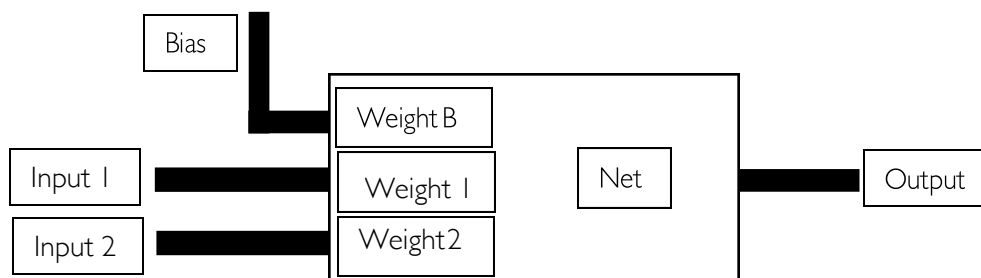 Bias
Weight B
Input 1
Weight 1
Net
Output
Input 2
Weight2